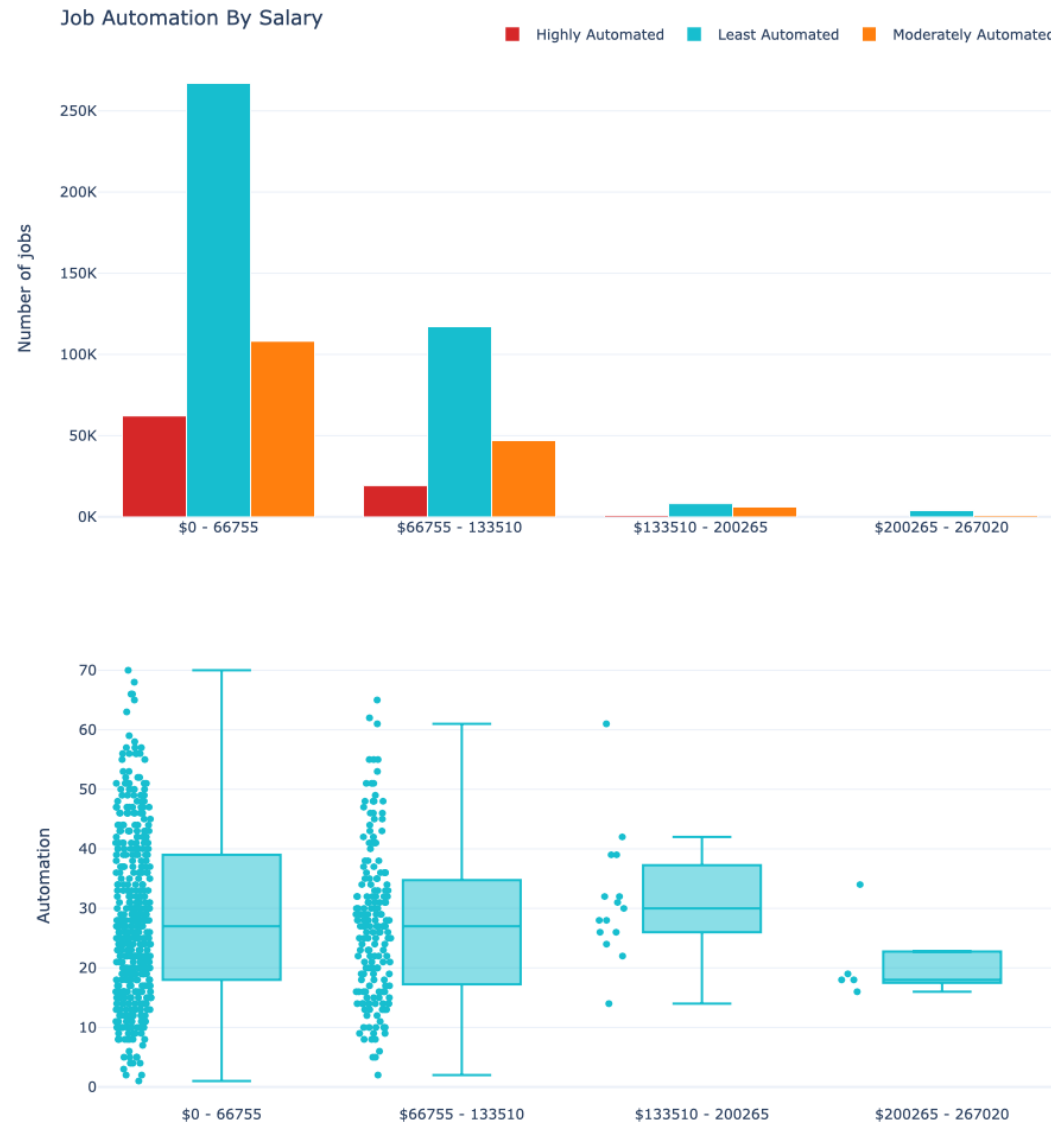 Job Automation By Salary
Highly Automated Least Automated Moderately Automated
250K
200K
150K
100K
50K
0K
Number of jobs
$0 - 66755 $66755 - 133510 $133510 - 200265 $200265 - 267020
70
60
50
40
30
20
10
0
Automation
$0 - 66755 $66755 - 133510 $133510 - 200265 $200265 - 267020